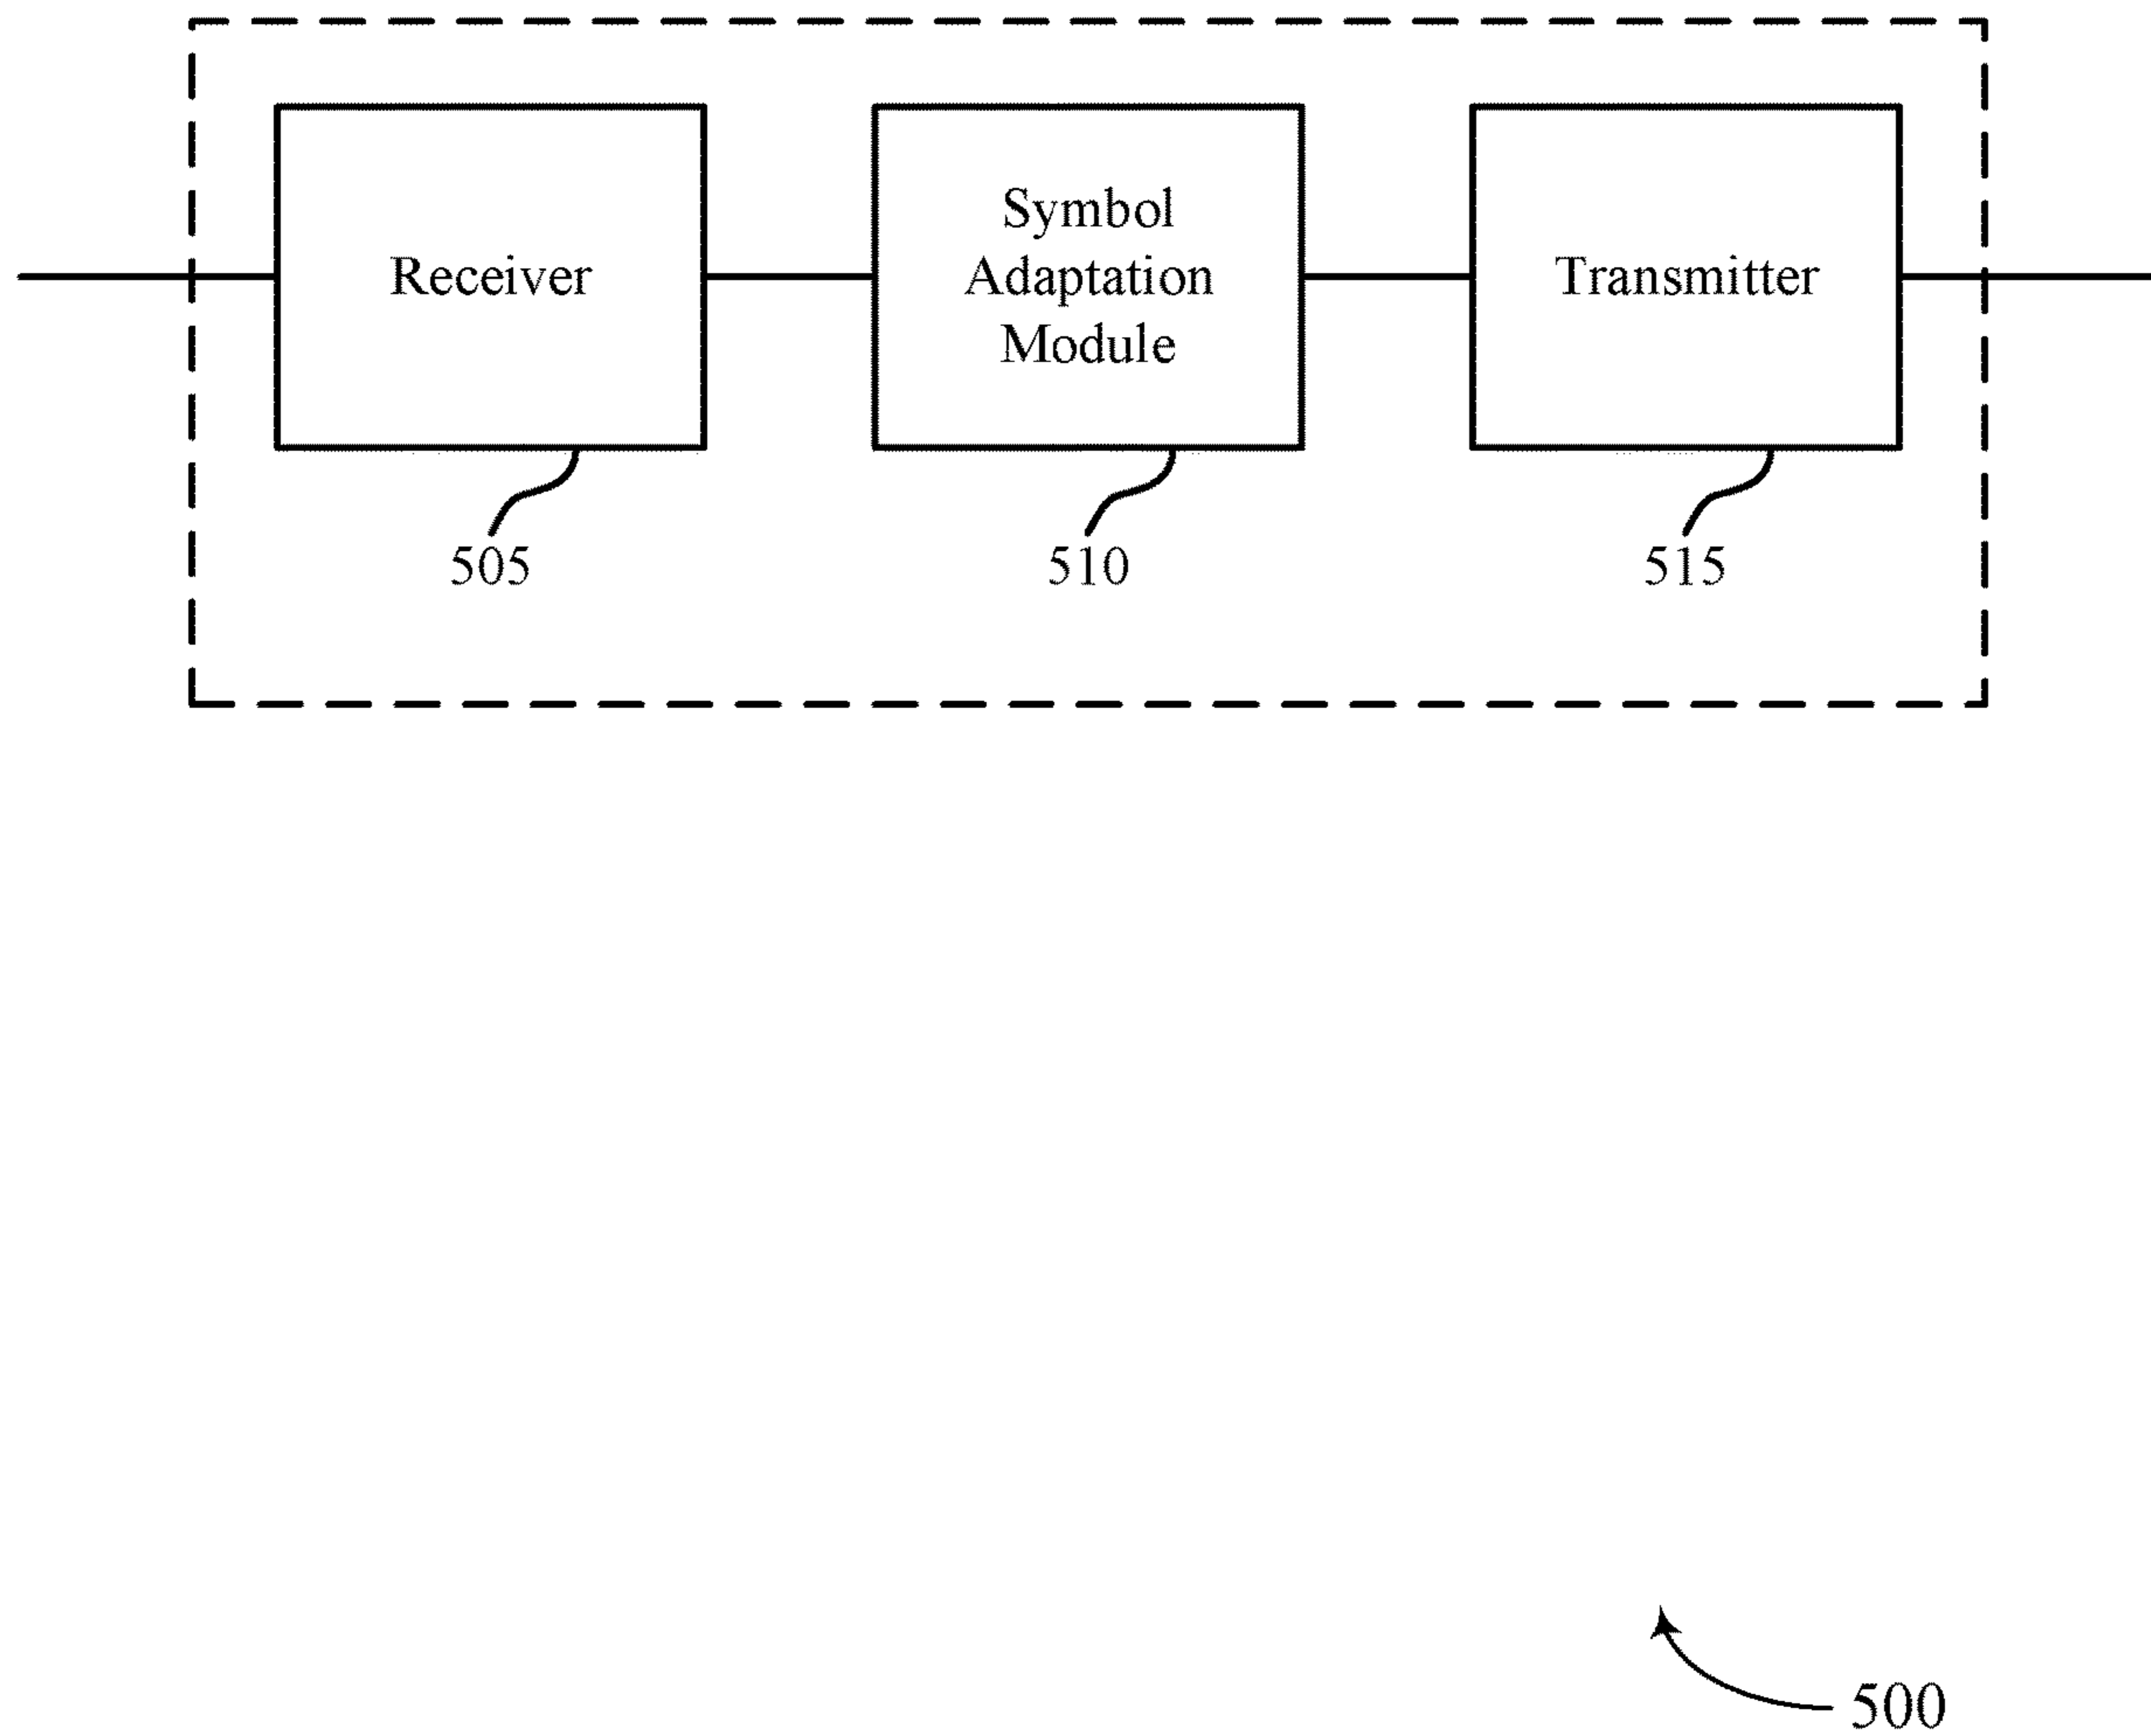 Receiver
Symbol
Adaptation
Module
Transmitter
505
510
515
500